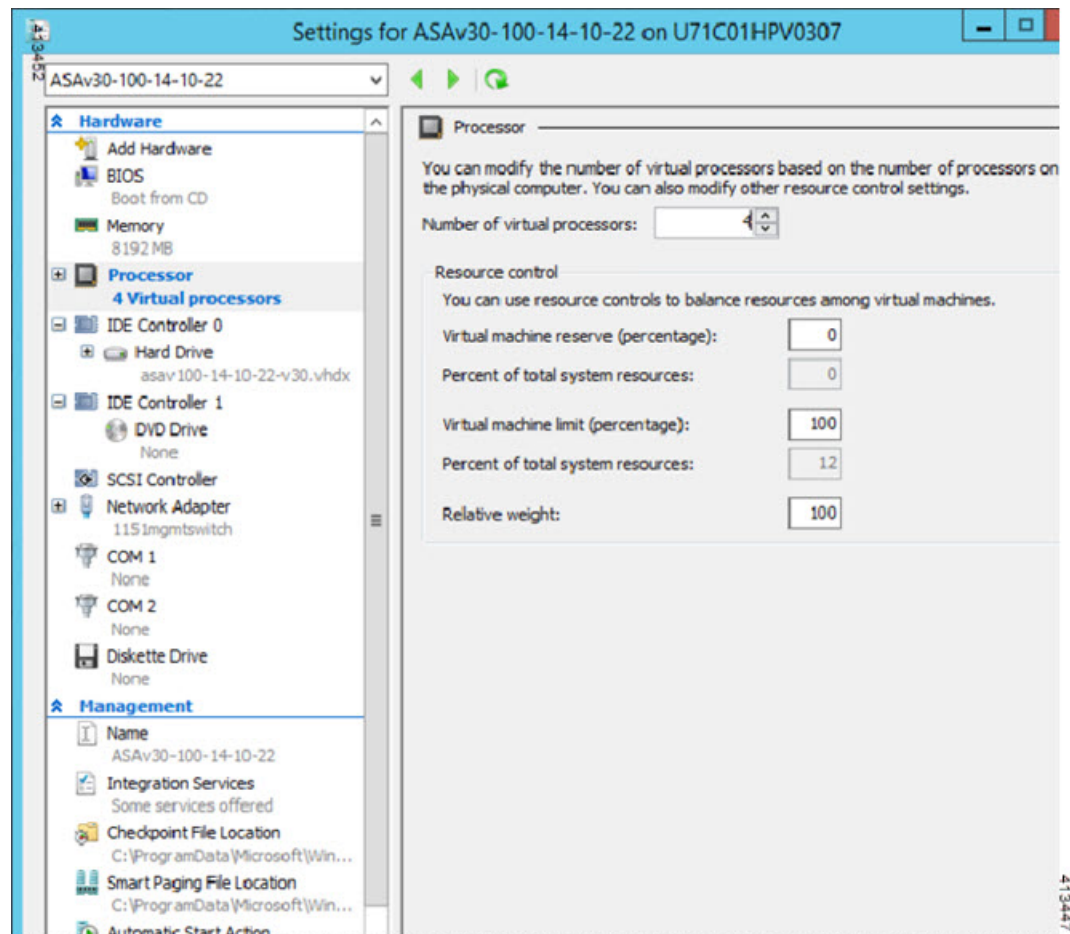 Settings for ASAv30-100-14-10-22 on U71C01HPV0307
413452
ASAv30-100-14-10-22
Hardware
Add Hardware
BIOS
Boot from CD
Memory
8192 MB
Processor
4 Virtual processors
IDE Controller 0
Hard Drive
asav100-14-10-22-v30.vhdx
IDE Controller 1
DVD Drive
None
SCSI Controller
Network Adapter
1151mgmtswitch
COM 1
None
COM 2
None
Diskette Drive
None
Management
Name
ASAv30-100-14-10-22
Integration Services
Some services offered
Checkpoint File Location
C:\ProgramData\Microsoft\Win...
Smart Paging File Location
C:\ProgramData\Microsoft\Win...
Automatic Start Action
Processor
You can modify the number of virtual processors based on the number of processors on
the physical computer. You can also modify other resource control settings.
Number of virtual processors: 4
Resource control
You can use resource controls to balance resources among virtual machines.
Virtual machine reserve (percentage): 0
Percent of total system resources: 0
Virtual machine limit (percentage): 100
Percent of total system resources: 12
Relative weight: 100
413447